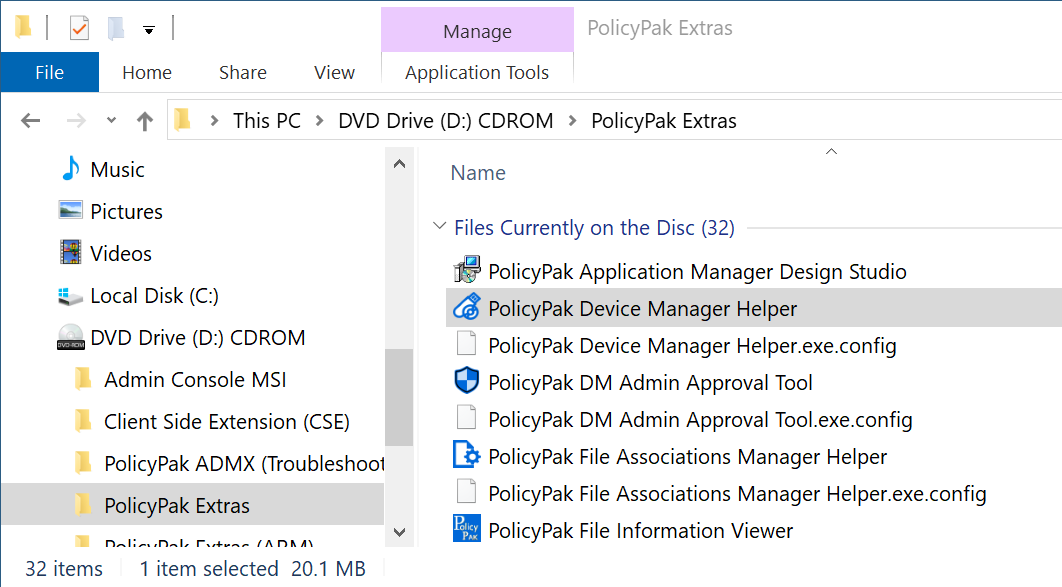 Manage
PolicyPak Extras
File
Home
Share
View
Application Tools
This PC > DVD Drive (D:) CDROM > PolicyPak Extras
Music
Pictures
Videos
Local Disk (C:)
DVD-ROM
DVD Drive (D:) CDROM
Admin Console MSI
Client Side Extension (CSE)
PolicyPak ADMX (Troubleshoot
PolicyPak Extras
PolicyPak Extras (ARM)
Name
Files Currently on the Disc (32)
PolicyPak Application Manager Design Studio
PolicyPak Device Manager Helper
PolicyPak Device Manager Helper.exe.config
PolicyPak DM Admin Approval Tool
PolicyPak DM Admin Approval Tool.exe.config
PolicyPak File Associations Manager Helper
PolicyPak File Associations Manager Helper.exe.config
Policy
Pak
PolicyPak File Information Viewer
32 items
1 item selected 20.1 MB